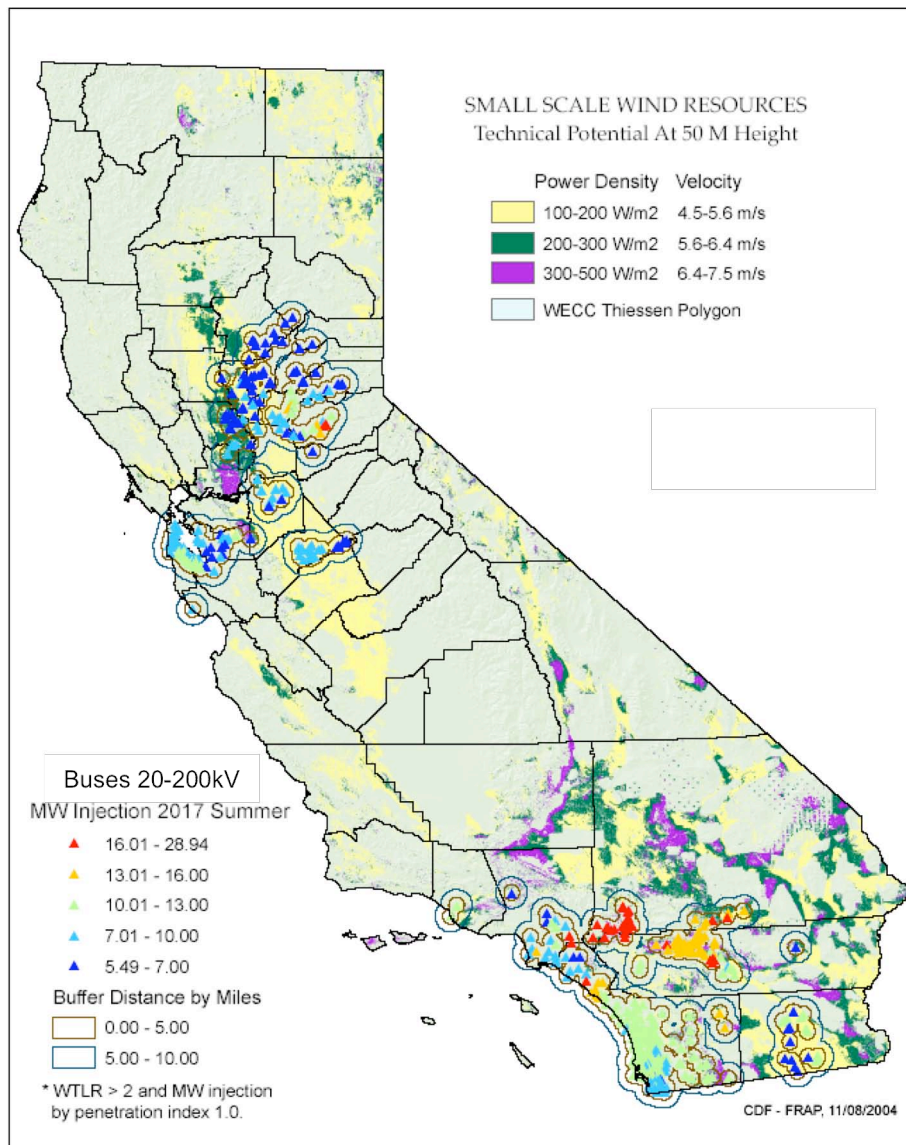 SMALL SCALE WIND RESOURCES
Technical Potential At 50 M Height
Power Density Velocity
100-200 W/m2 4.5-5.6 m/s
200-300 W/m2 5.6-6.4 m/s
300-500 W/m2 6.4-7.5 m/s
WECC Thiessen Polygon
Buses 20-200kV
MW Injection 2017 Summer
16.01 - 28.94
13.01 - 16.00
10.01 - 13.00
7.01 - 10.00
5.49 - 7.00
Buffer Distance by Miles
0.00 - 5.00
5.00 - 10.00
* WTLR > 2 and MW injection
by penetration index 1.0.
CDF - FRAP, 11/08/2004